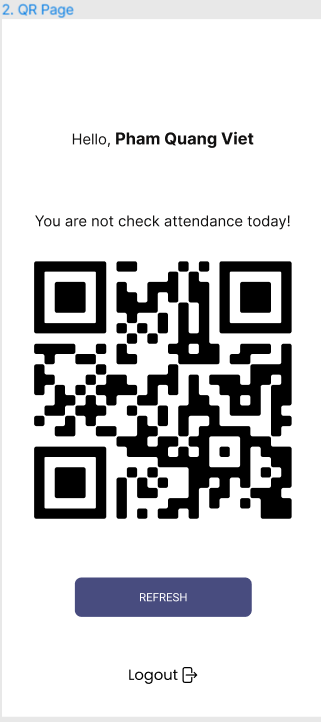 2. QR Page
Hello, Pham Quang Viet
You are not check attendance today!
REFRESH
Logout